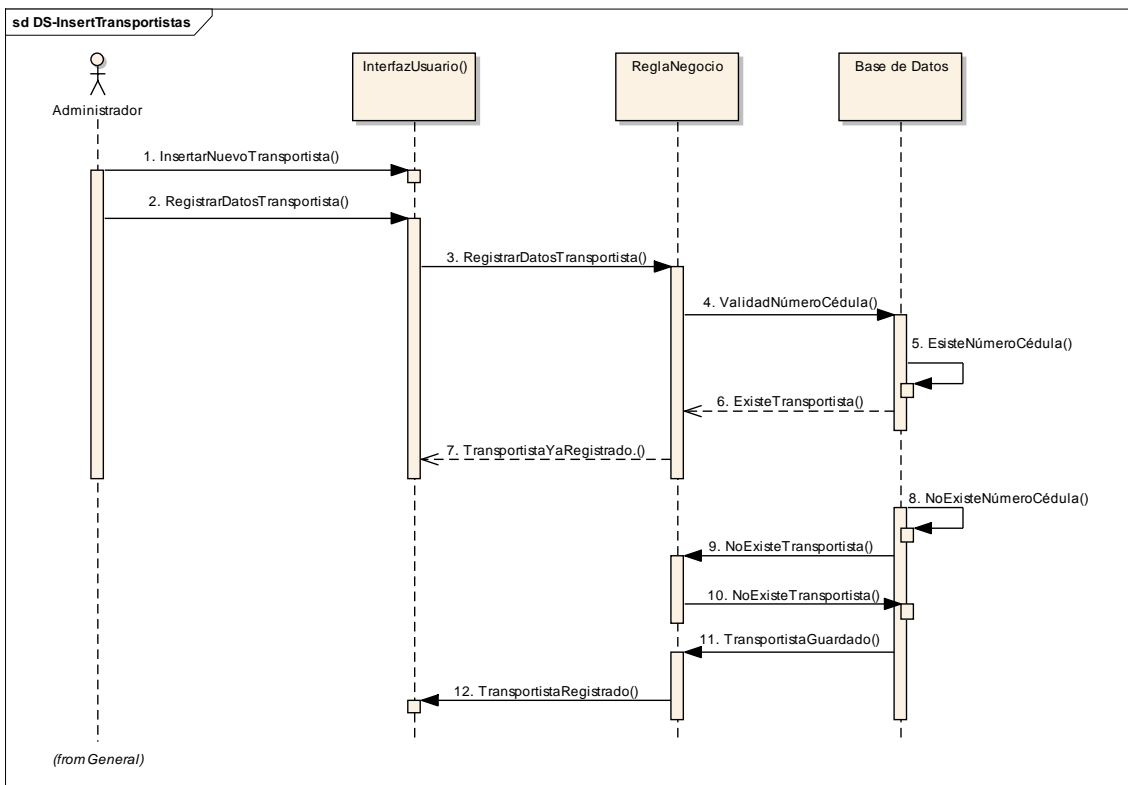 sd DS-InsertTransportistas
Administrador
InterfazUsuario()
ReglaNegocio
Base de Datos
1. InsertarNuevoTransportista()
2. RegistrarDatosTransportista()
3. RegistrarDatosTransportista()
4. ValidadNúmeroCédula()
5. EsisteNúmeroCédula()
6. ExisteTransportista()
7. TransportistaYaRegistrado.()
8. NoExisteNúmeroCédula()
9. NoExisteTransportista()
10. NoExisteTransportista()
11. TransportistaGuardado()
12. TransportistaRegistrado()
(from General)